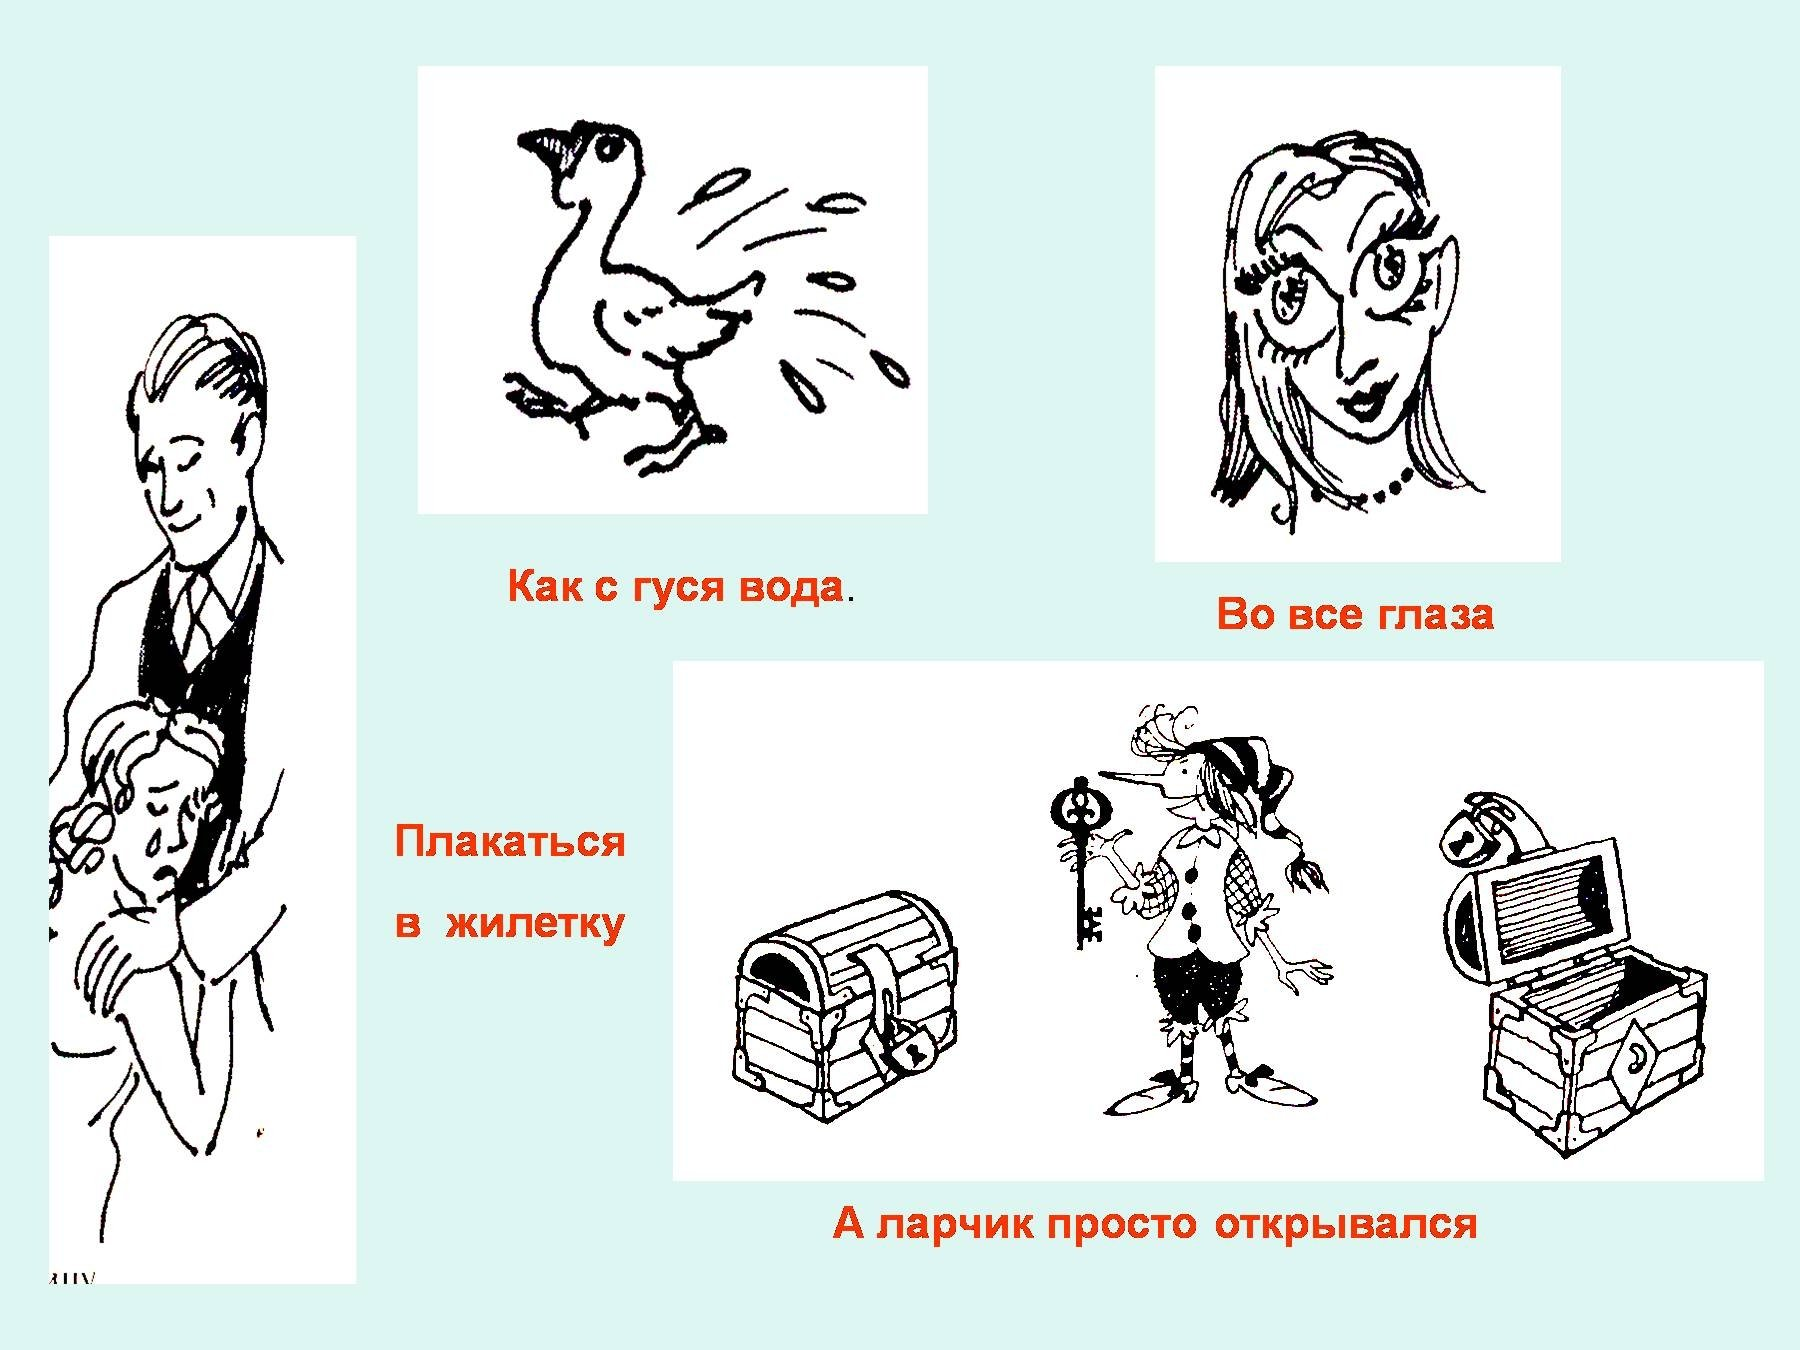 Как с гуся вода.
Во все глаза
Плакаться
в жилетку
А ларчик просто открывался